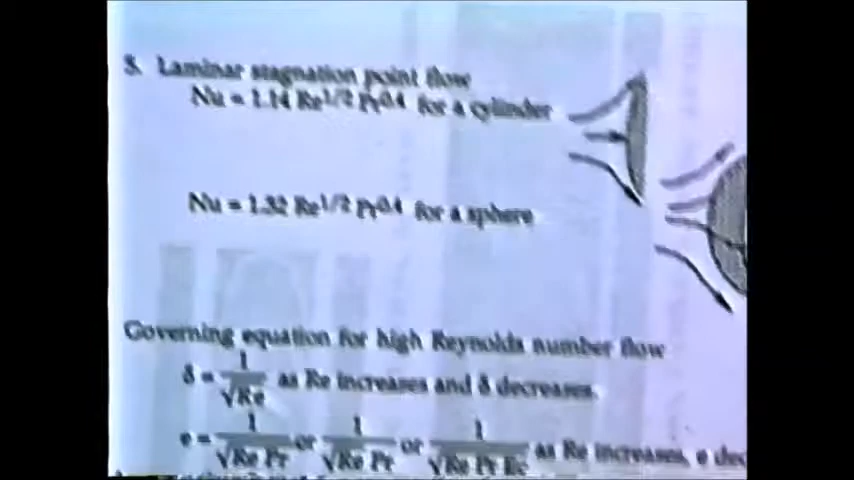 5. Laminar stagnation point flow
Nu = 1.14 Re^1/2 Pr^0.4 for a cylinder
Nu = 1.32 Re^1/2 Pr^0.4 for a sphere
Governing equation for high Reynolds number flow
δ = 1/√Re as Re increases and δ decreases.
e = 1/√Re Pr or 1/√Re Pr or 1/√Re Pr Ec as Re increases, e dec